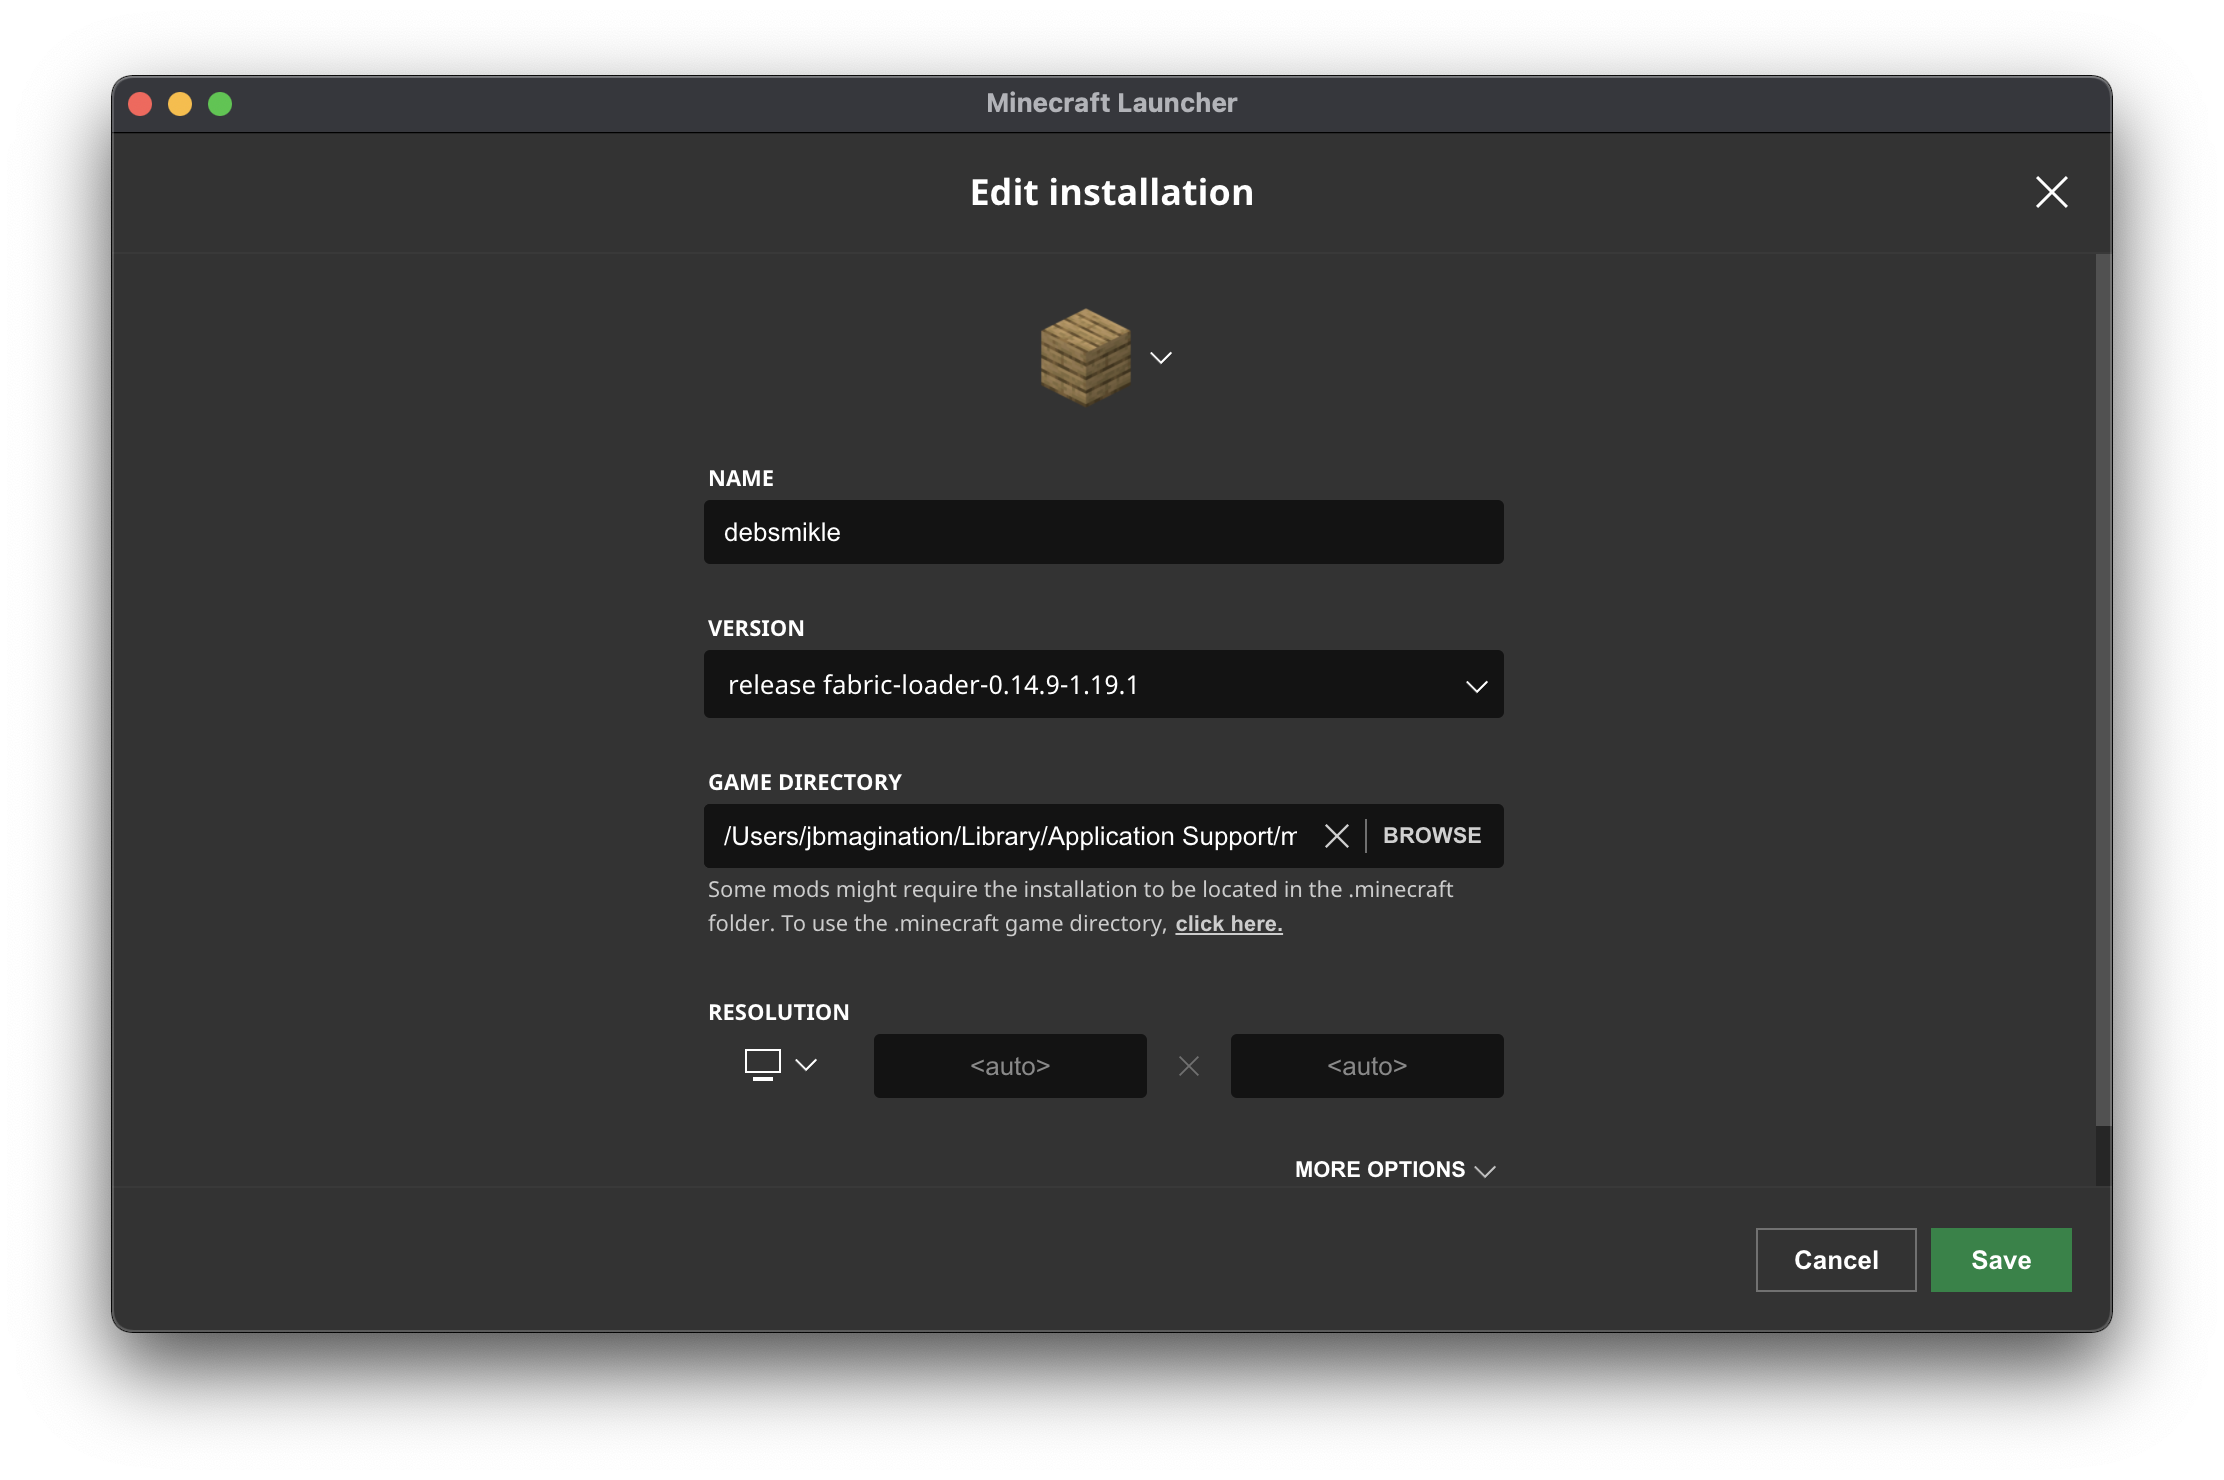 Minecraft Launcher
Edit installation
NAME
debsmikle
VERSION
release fabric-loader-0.14.9-1.19.1
GAME DIRECTORY
/Users/jbmagination/Library/Application Support/m
BROWSE
Some mods might require the installation to be located in the .minecraft
folder. To use the .minecraft game directory, click here.
RESOLUTION
<auto>
<auto>
MORE OPTIONS
Cancel
Save